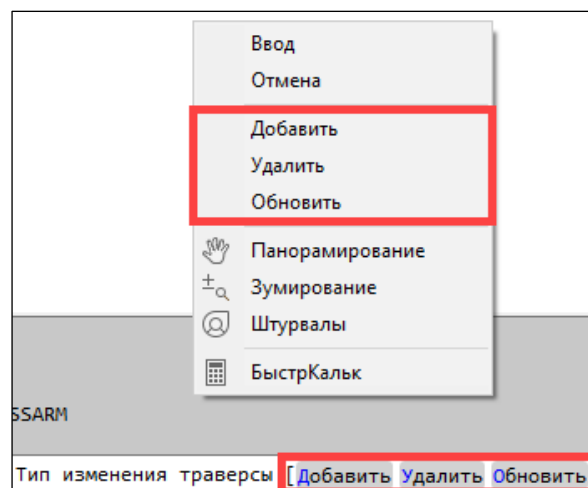 Ввод
Отмена
Добавить
Удалить
Обновить
Панорамирование
Зумирование
Штурвалы
БыстрКальк
SSARM
Тип изменения траверсы [Добавить Удалить Обновить